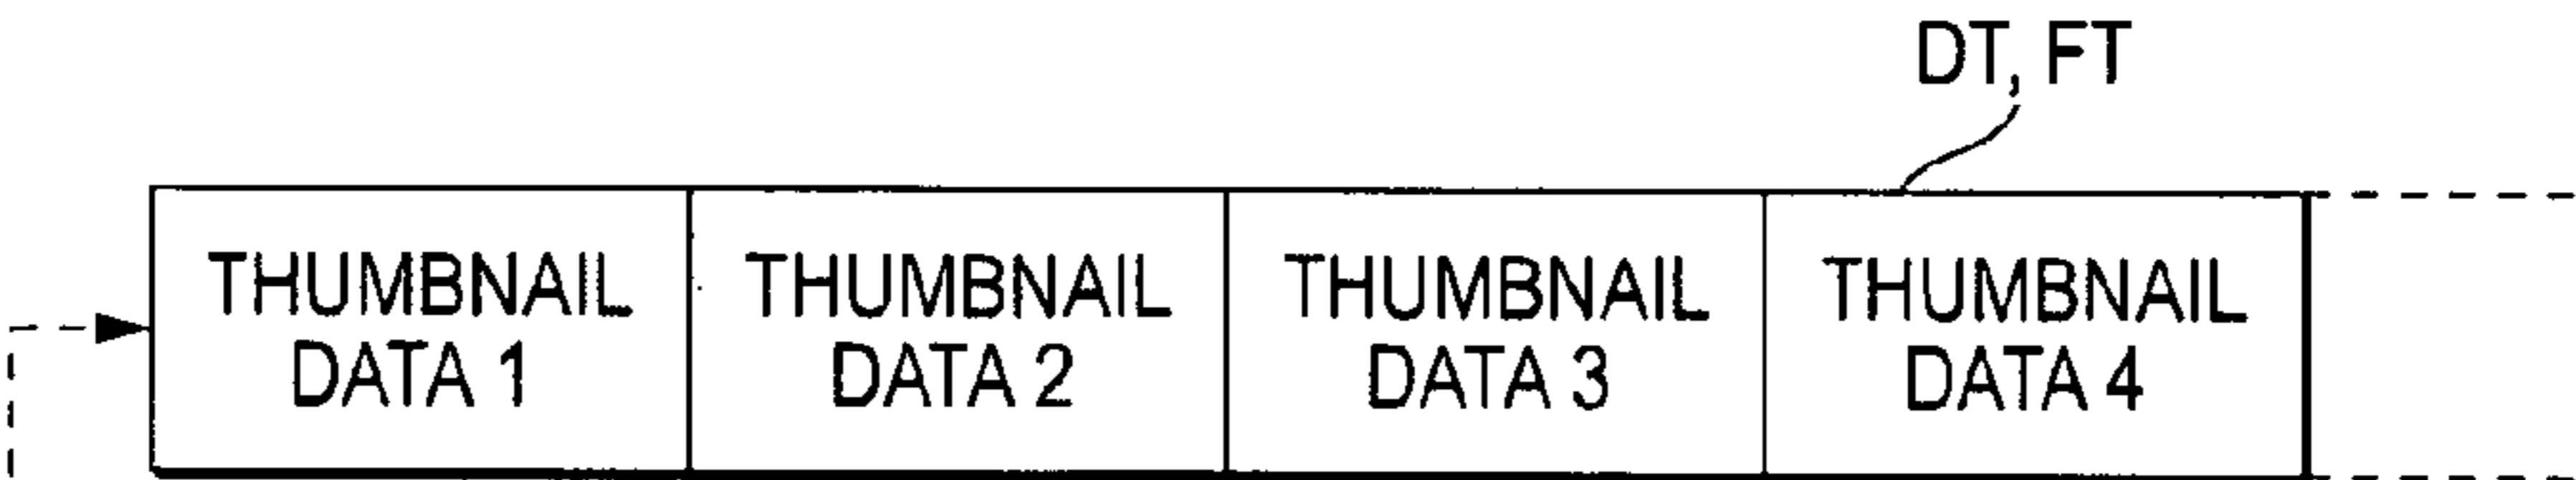 DT, FT
THUMBNAIL
DATA 1
THUMBNAIL
DATA 2
THUMBNAIL
DATA 3
THUMBNAIL
DATA 4